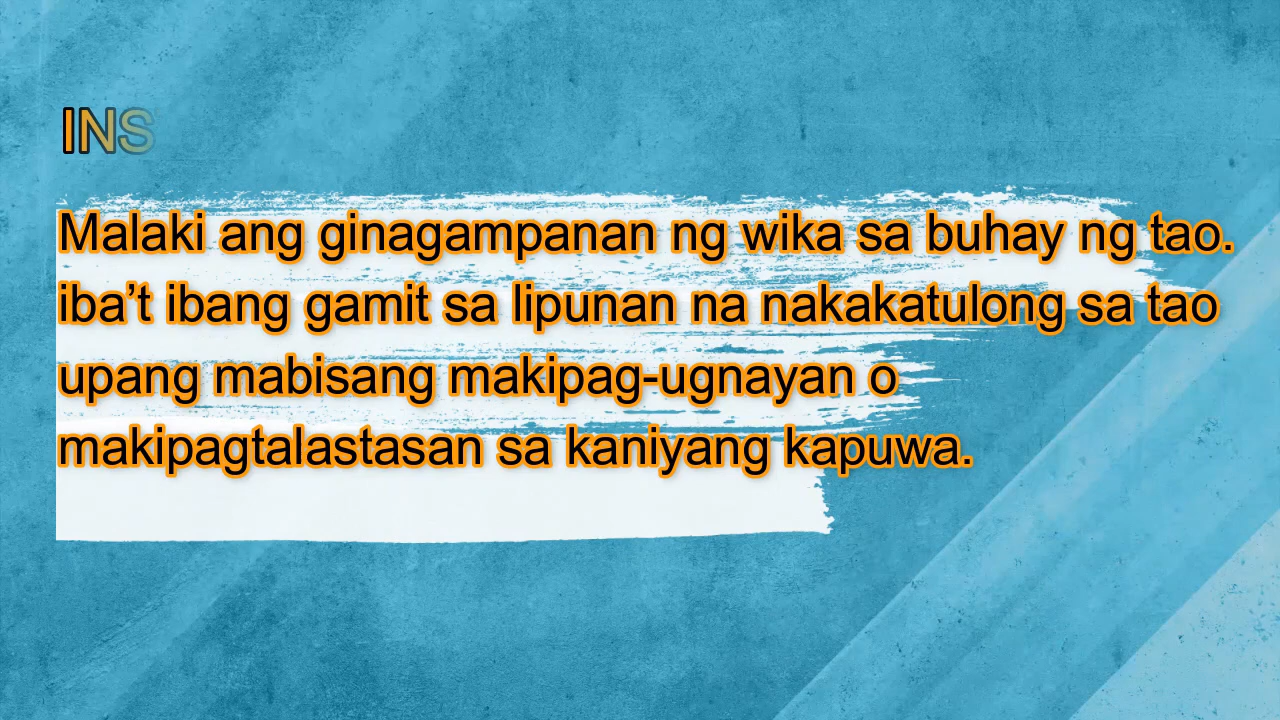 INS
Malaki ang ginagampanan ng wika sa buhay ng tao.
iba’t ibang gamit sa lipunan na nakakatulong sa tao
upang mabisang makipag-ugnayan o
makipagtalastasan sa kaniyang kapuwa.